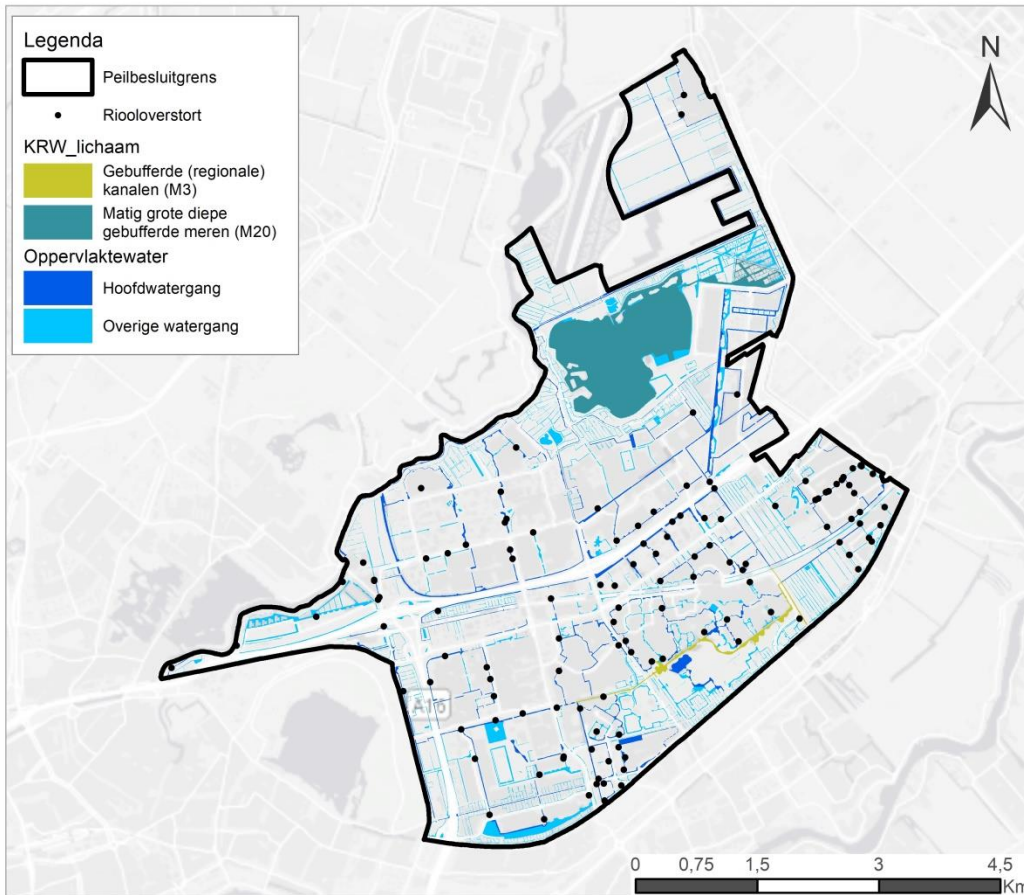 Legenda
Peilbesluitgrens
Riooloverstort
KRW_lichaam
Gebufferde (regionale)
kanalen (M3)
Matig grote diepe
gebufferde meren (M20)
Oppervlaktewater
Hoofdwatergang
Overige watergang
N
A16
0 0,75 1,5 3 4,5
Km